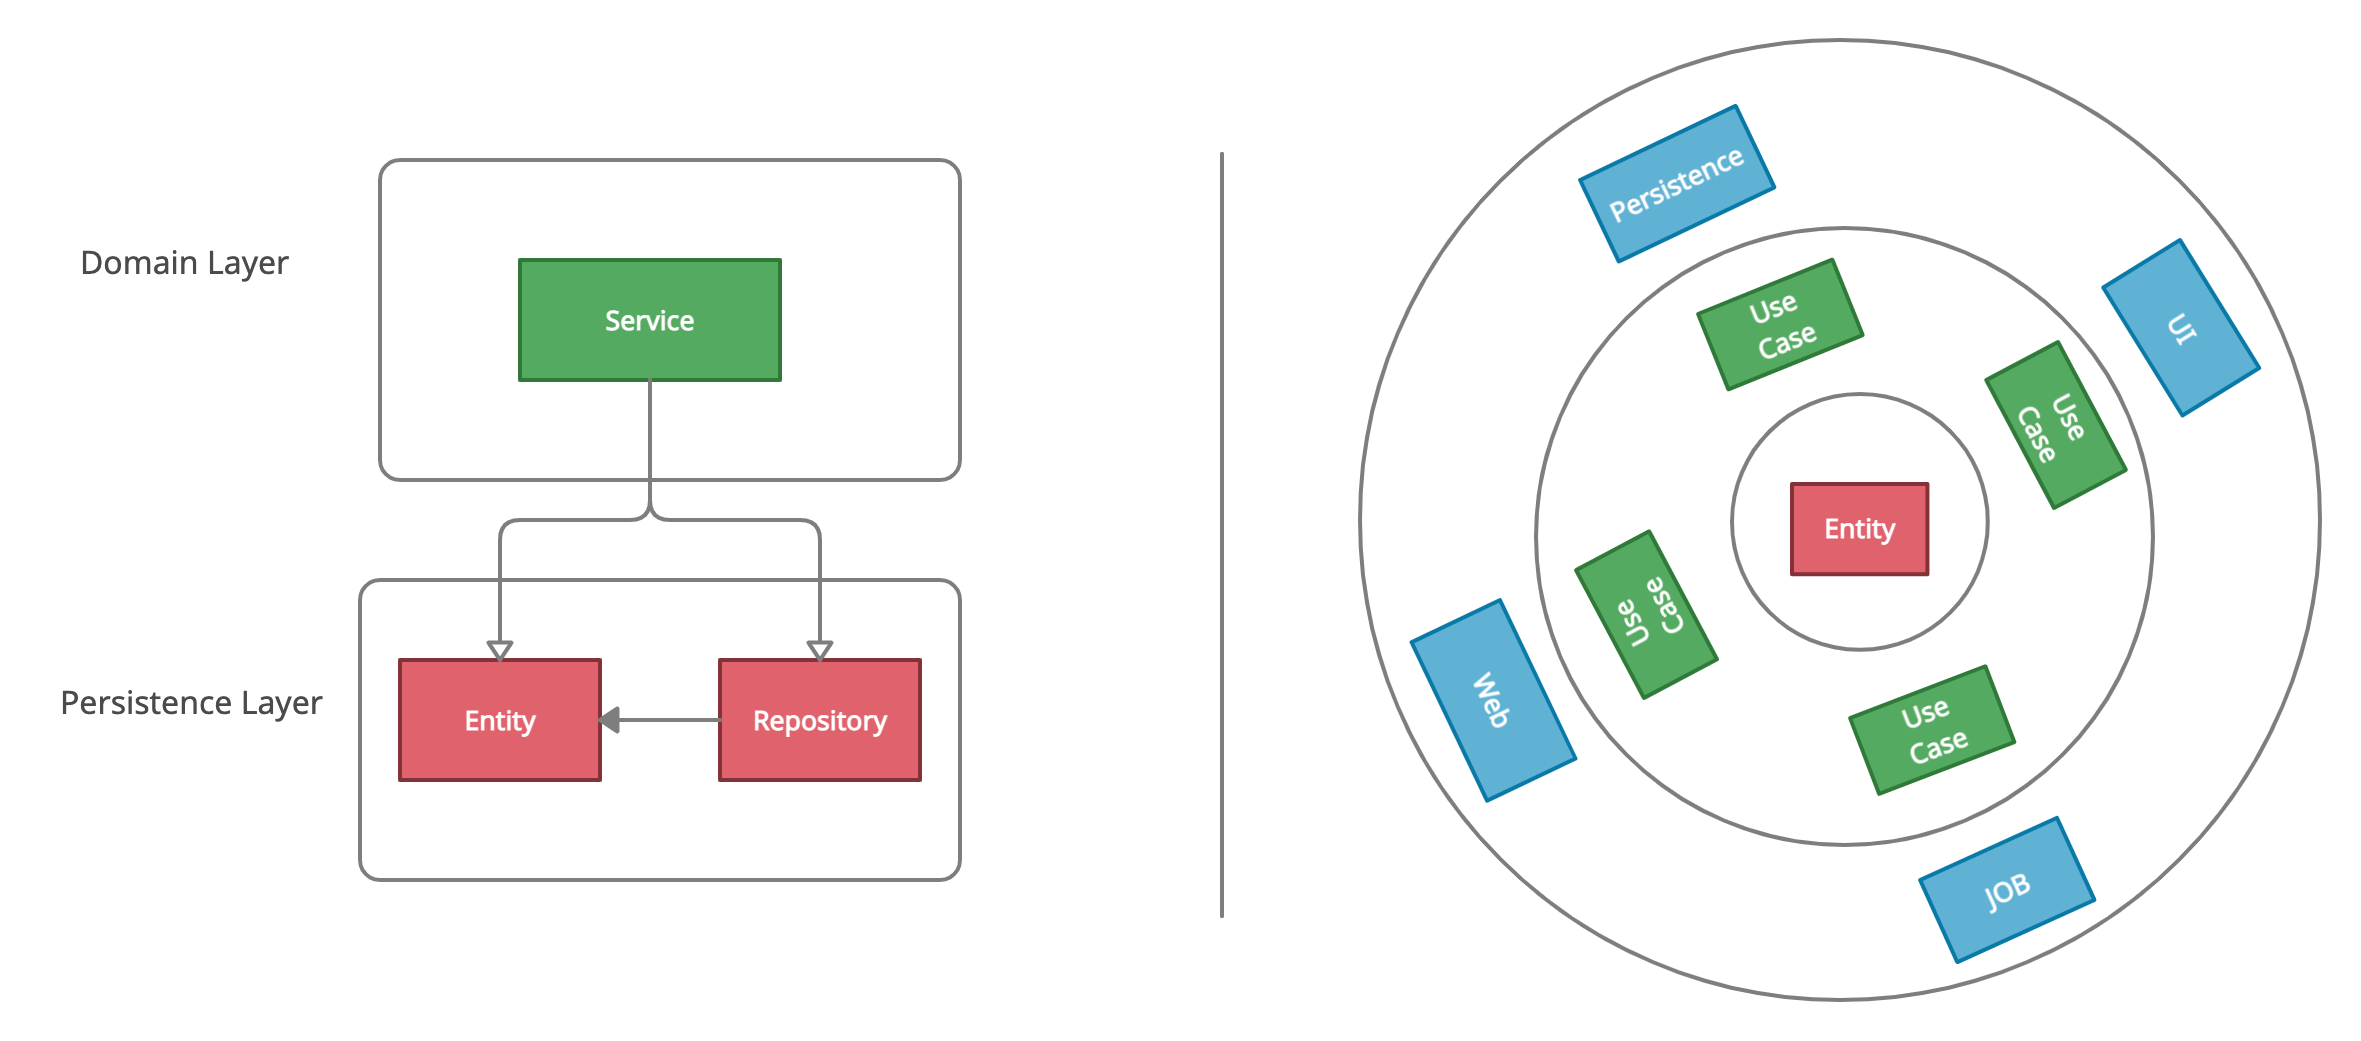 Domain Layer
Service
Persistence Layer
Entity
Repository
Persistence
UI
Use
Case
Use
Case
Entity
Use
Case
Web
Use
Case
JOB